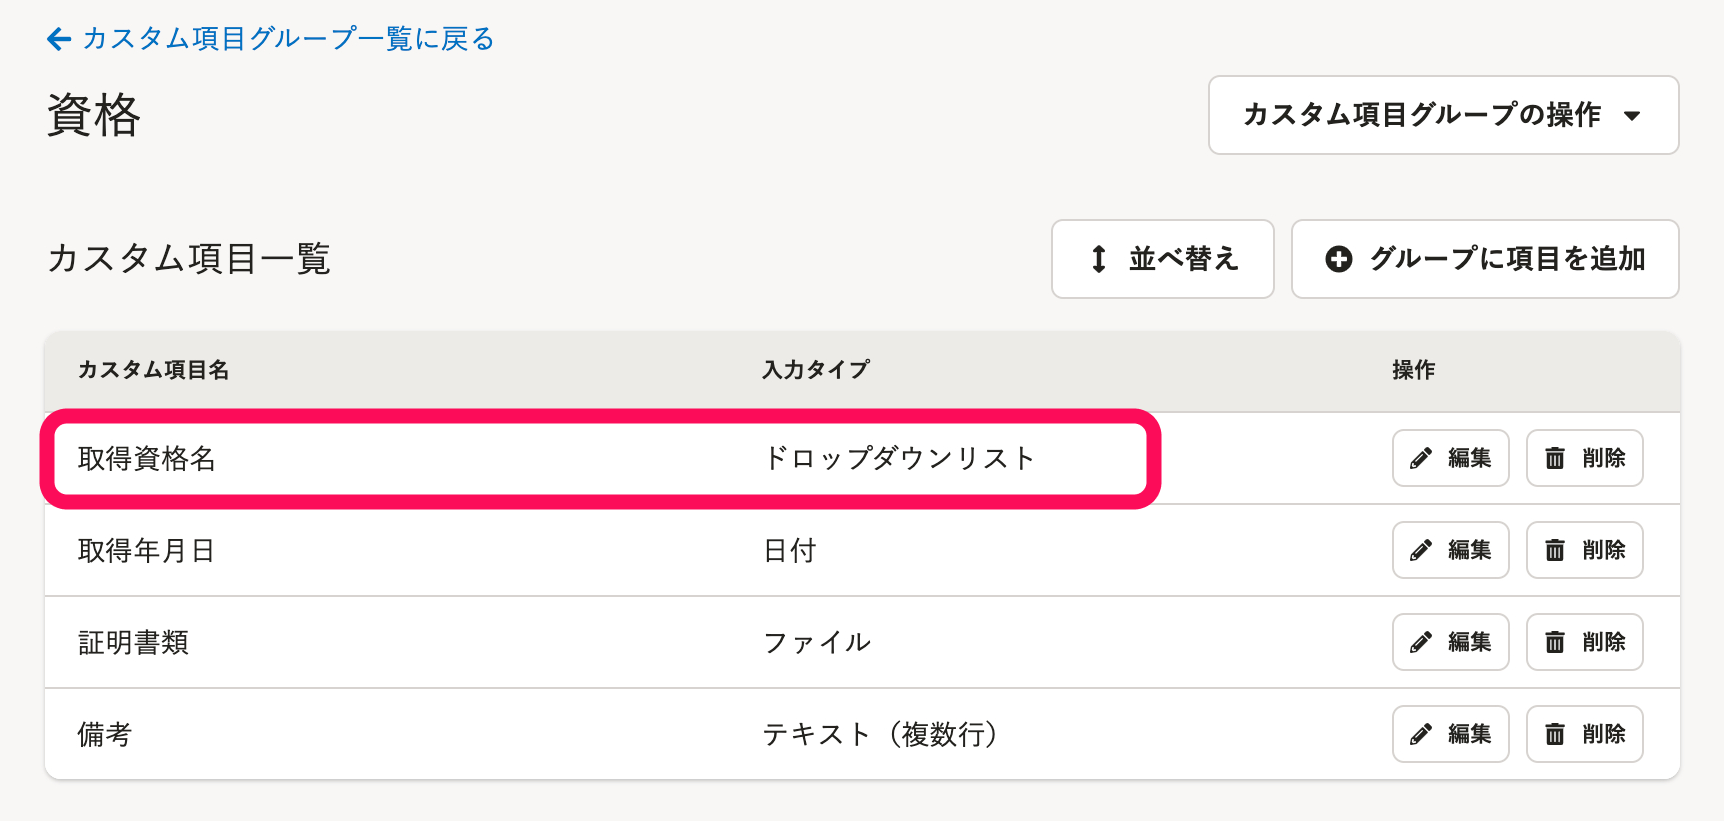 カスタム項目グループ一覧に戻る
資格
カスタム項目グループの操作
カスタム項目一覧
並べ替え
グループに項目を追加
カスタム項目名 入力タイプ 操作
取得資格名 ドロップダウンリスト 編集 削除
取得年月日 日付 編集 削除
証明書類 ファイル 編集 削除
備考 テキスト（複数行） 編集 削除